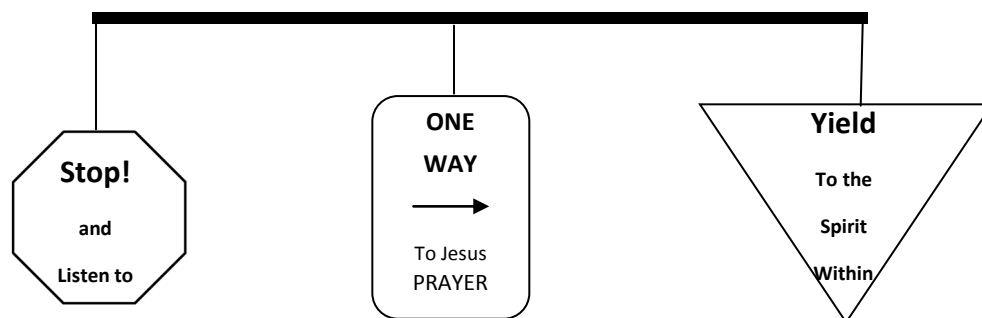 Stop!
and
Listen to
ONE
WAY
To Jesus
PRAYER
Yield
To the
Spirit
Within